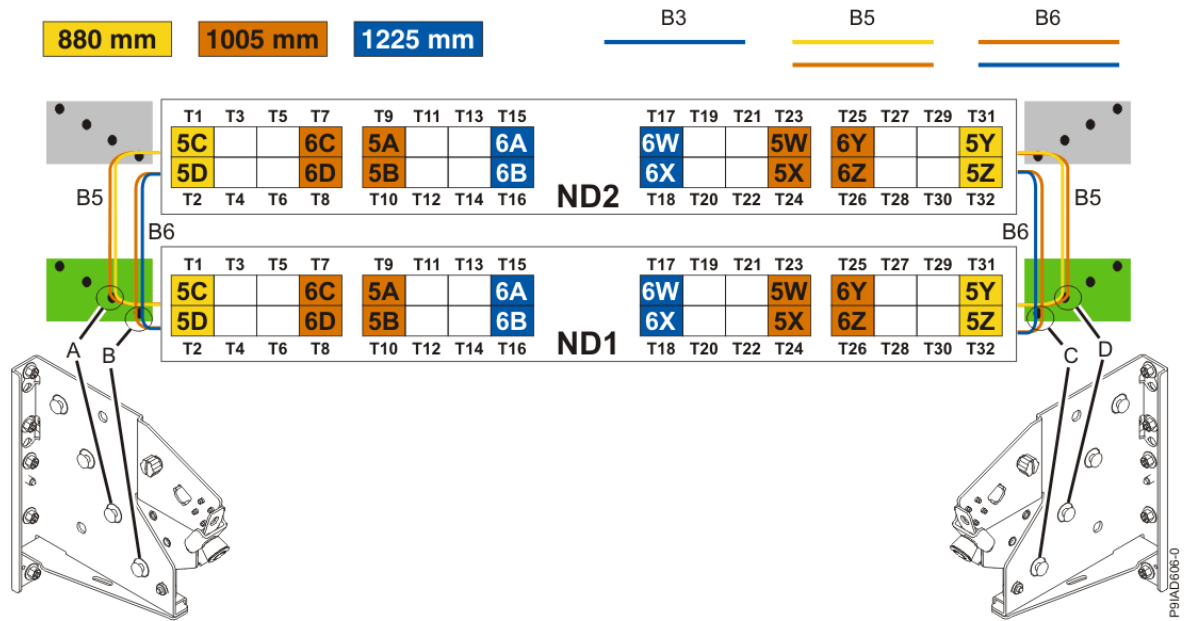 880 mm 1005 mm 1225 mm B3 B5 B6
T1 T3 T5 T7 T9 T11 T13 T15 T17 T19 T21 T23 T25 T27 T29 T31
5C 6C 5A 6A 6W 5W 6Y 5Y
5D 6D 5B 6B 6X 5X 6Z 5Z
B5 T2 T4 T6 T8 T10 T12 T14 T16 ND2 T18 T20 T22 T24 T26 T28 T30 T32 B5
B6 B6
T1 T3 T5 T7 T9 T11 T13 T15 T17 T19 T21 T23 T25 T27 T29 T31
5C 6C 5A 6A 6W 5W 6Y 5Y
5D 6D 5B 6B 6X 5X 6Z 5Z
T2 T4 T6 T8 T10 T12 T14 T16 ND1 T18 T20 T22 T24 T26 T28 T30 T32
A B C D
P9IAD606-0